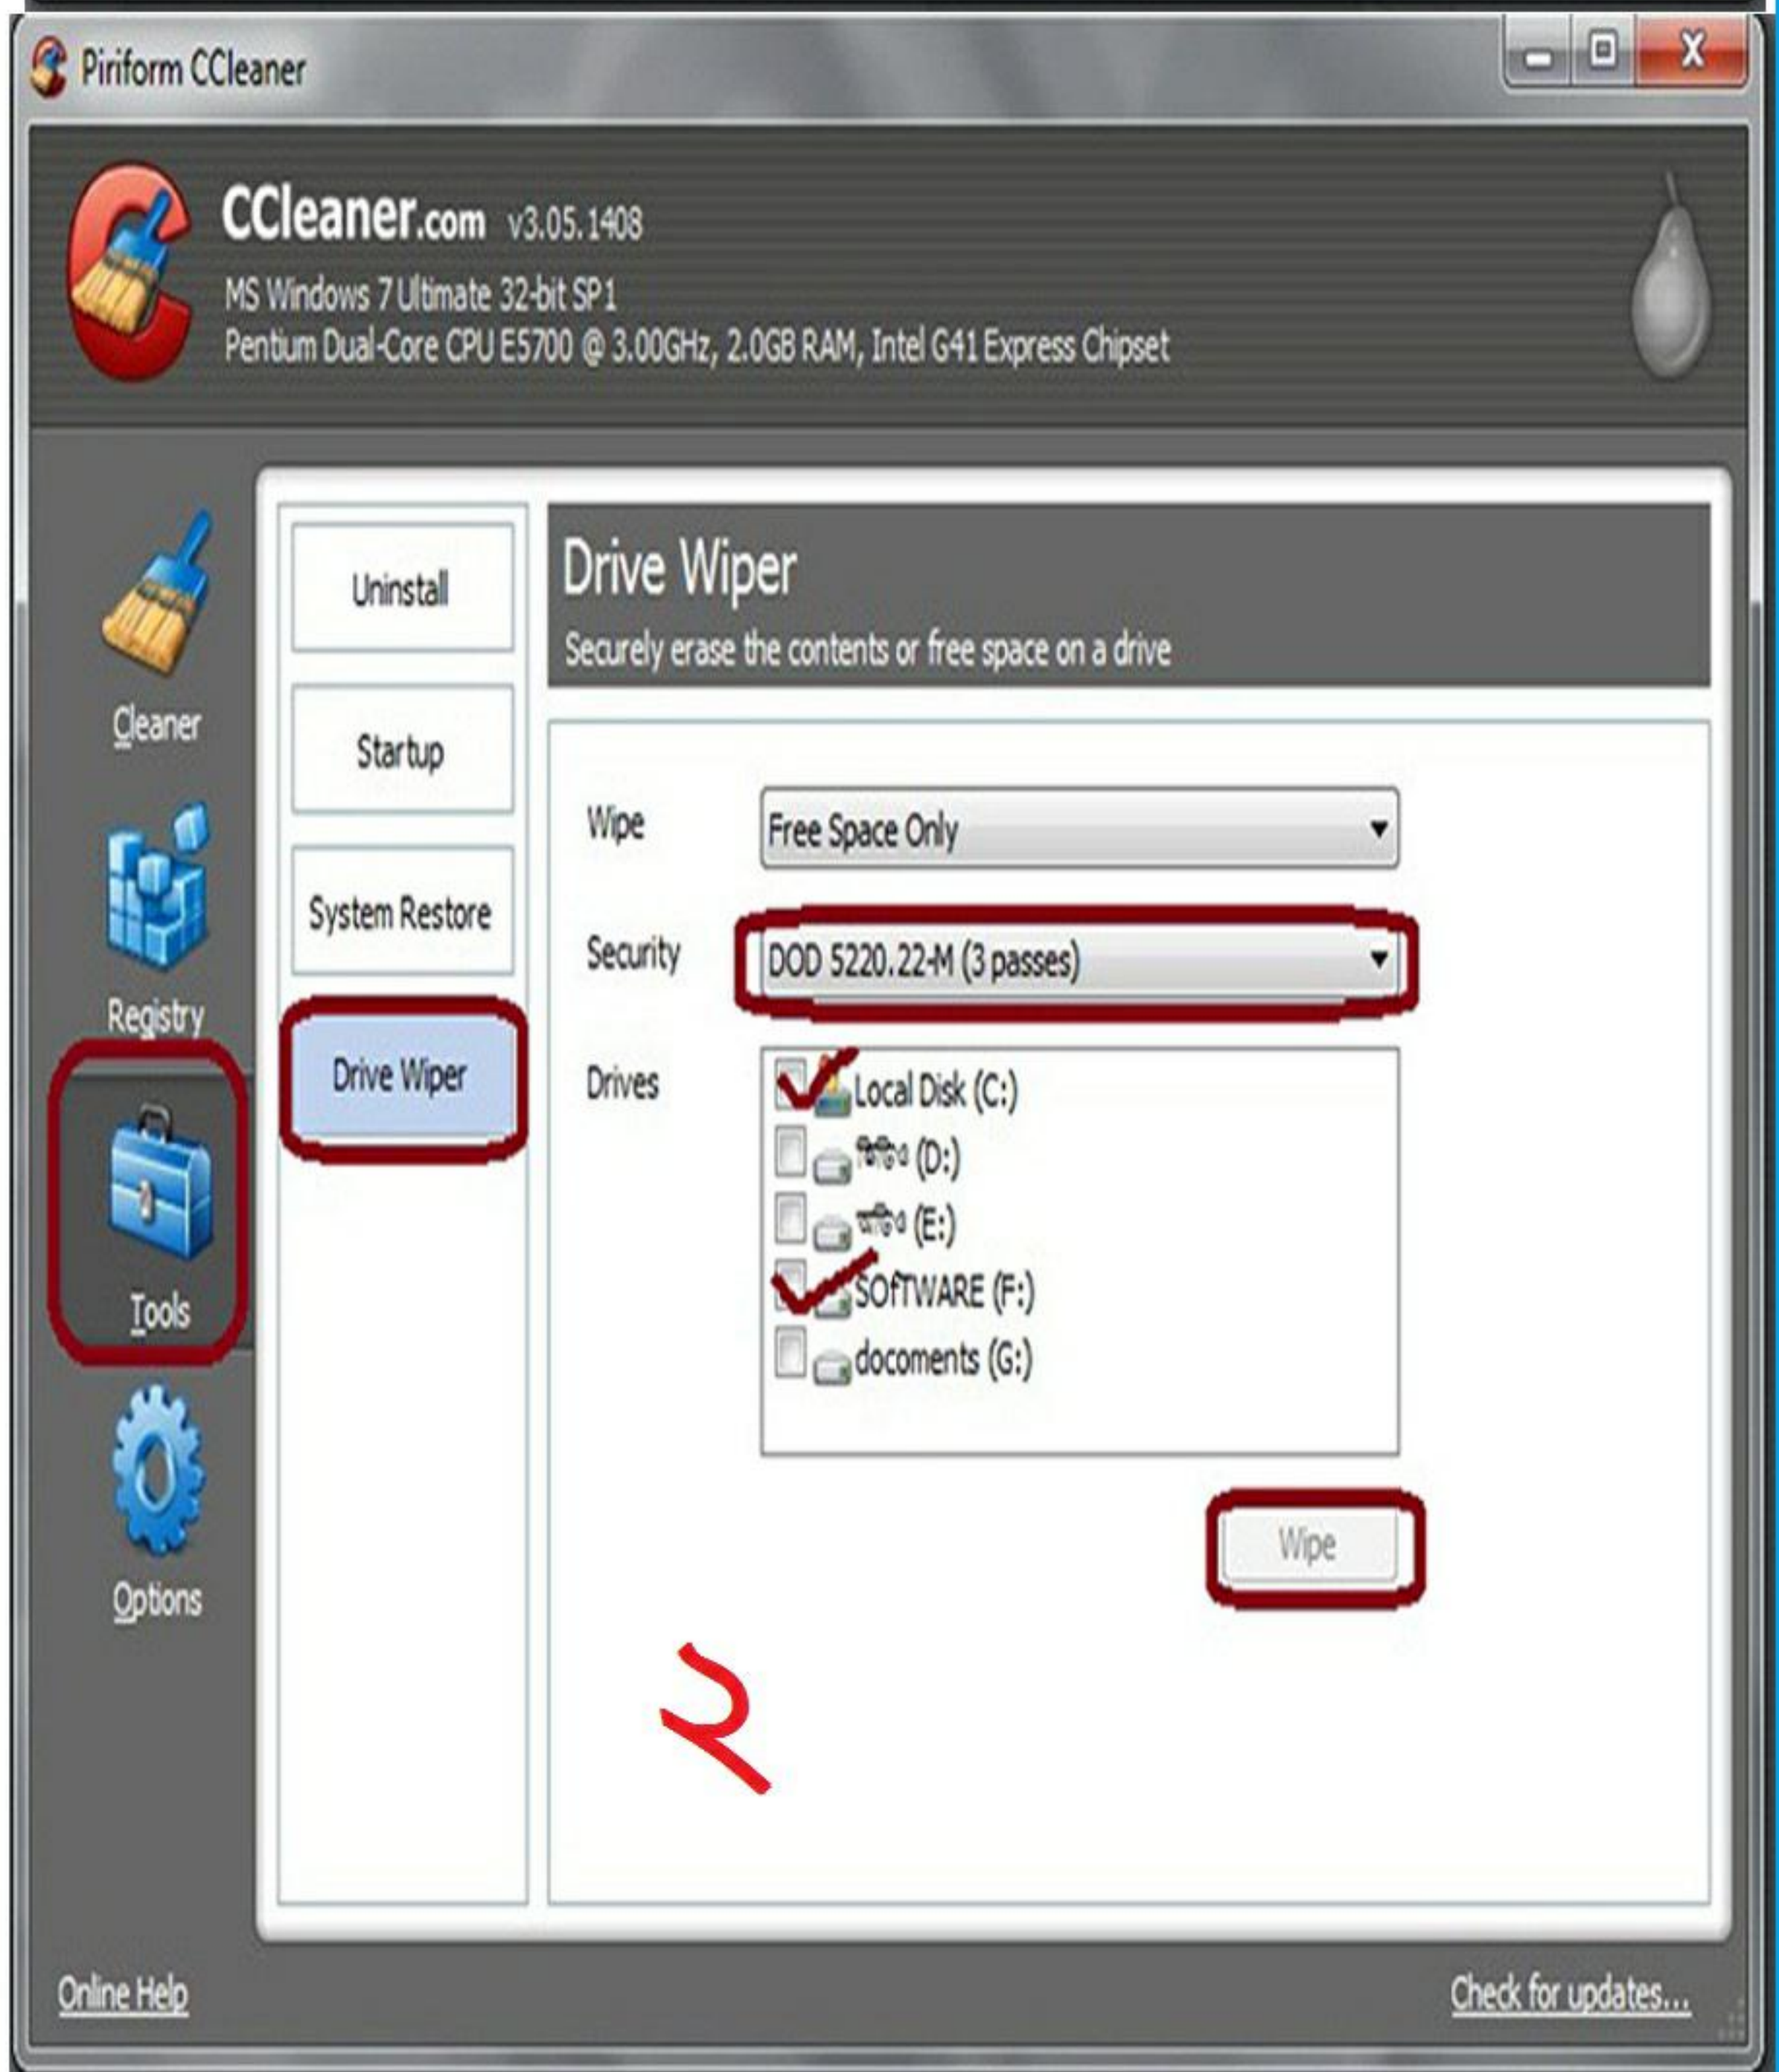 Piriform CCleaner
CCleaner.com v3.05.1408
MS Windows 7 Ultimate 32-bit SP1
Pentium Dual-Core CPU E5700 @ 3.00GHz, 2.0GB RAM, Intel G41 Express Chipset
Cleaner
Registry
Tools
Options
Uninstall
Startup
System Restore
Drive Wiper
Drive Wiper
Securely erase the contents or free space on a drive
Wipe
Free Space Only
Security
DOD 5220.22-M (3 passes)
Drives
Local Disk (C:)
(D:)
(E:)
SOfTWARE (F:)
docoments (G:)
Wipe
২
Online Help
Check for updates...